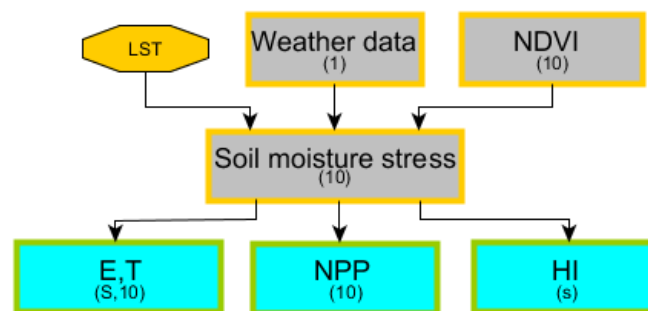 LST
Weather data
(1)
NDVI
(10)
Soil moisture stress
(10)
E,T
(S,10)
NPP
(10)
HI
(s)